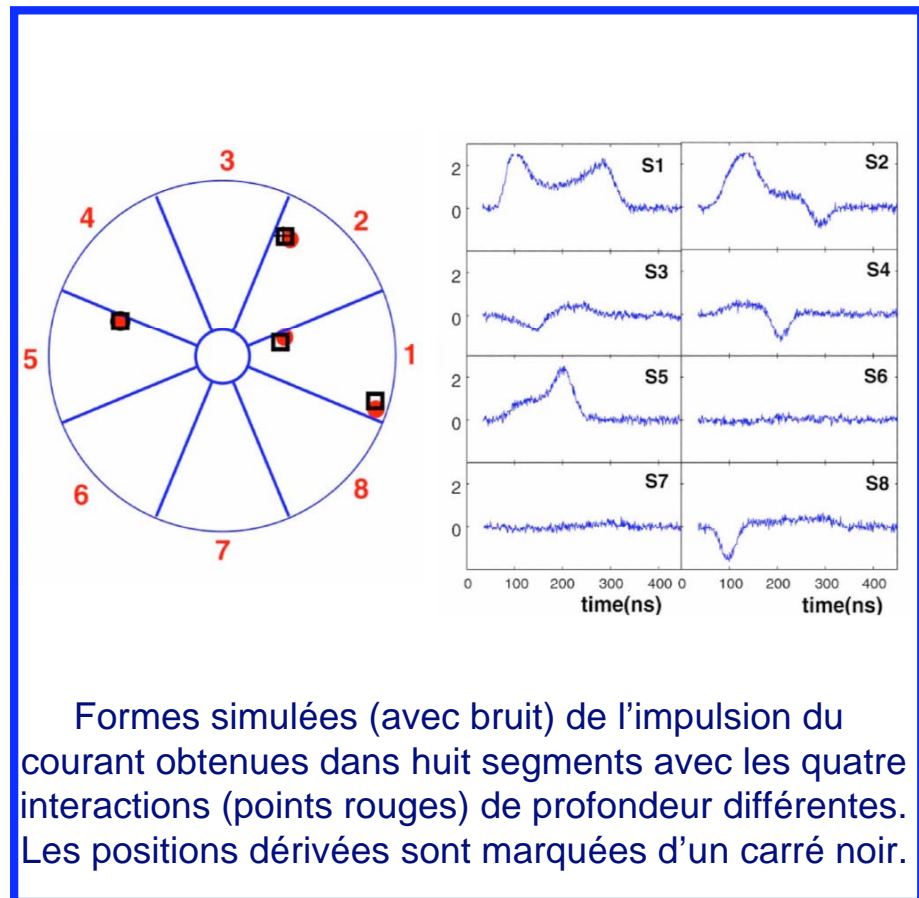 3
4
2
5
1
6
8
7
S1
S2
2
0
S3
S4
2
0
S5
S6
2
0
S7
S8
2
0
0 100 200 300 400 0 100 200 300 400
time(ns) time(ns)
Formes simulées (avec bruit) de l’impulsion du
courant obtenues dans huit segments avec les quatre
interactions (points rouges) de profondeur différentes.
Les positions dérivées sont marquées d’un carré noir.